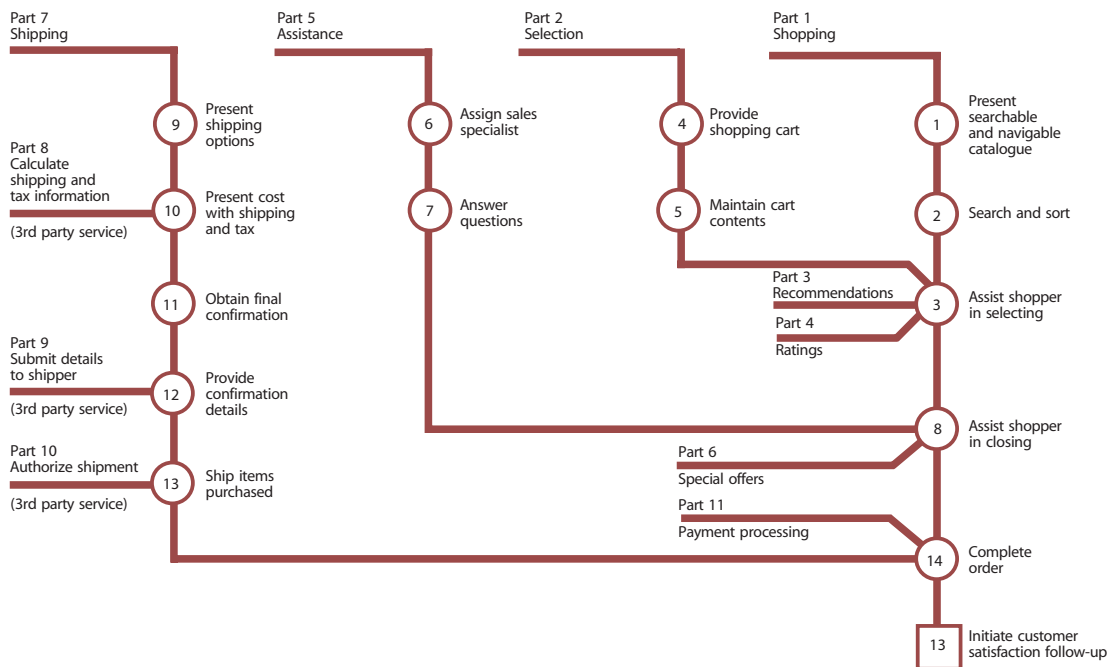 Part 7
Shipping
Part 5
Assistance
Part 2
Selection
Part 1
Shopping
9
Present
shipping
options
6
Assign sales
specialist
4
Provide
shopping cart
1
Present
searchable
and navigable
catalogue
Part 8
Calculate
shipping and
tax information
(3rd party service)
10
Present cost
with shipping
and tax
7
Answer
questions
5
Maintain cart
contents
2
Search and sort
11
Obtain final
confirmation
Part 3
Recommendations
Part 4
Ratings
3
Assist shopper
in selecting
Part 9
Submit details
to shipper
(3rd party service)
12
Provide
confirmation
details
8
Assist shopper
in closing
Part 6
Special offers
Part 10
Authorize shipment
(3rd party service)
13
Ship items
purchased
Part 11
Payment processing
14
Complete
order
13
Initiate customer
satisfaction follow-up